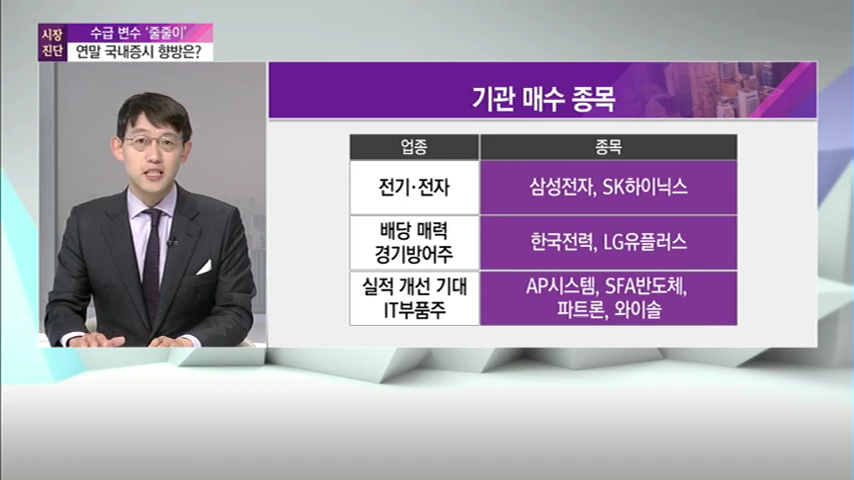 시장
진단
수급 변수 '줄줄이'
연말 국내증시 향방은?
기관 매수 종목
업종
종목
전기·전자
삼성전자, SK하이닉스
배당 매력
경기방어주
한국전력, LG유플러스
실적 개선 기대
IT부품주
AP시스템, SFA반도체,
파트론, 와이솔